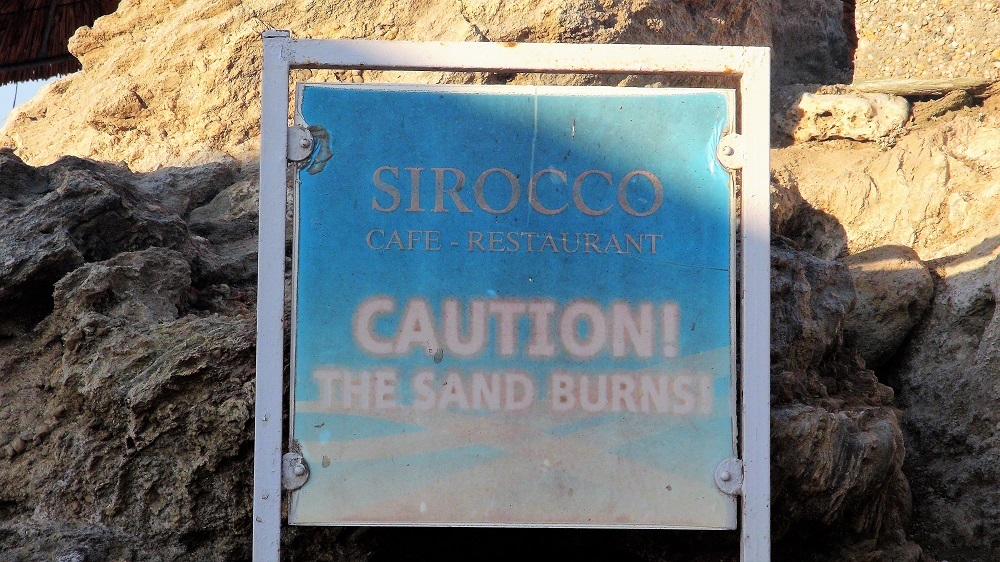 SIROCCO
CAFE - RESTAURANT
CAUTION!
THE SAND BURNS!